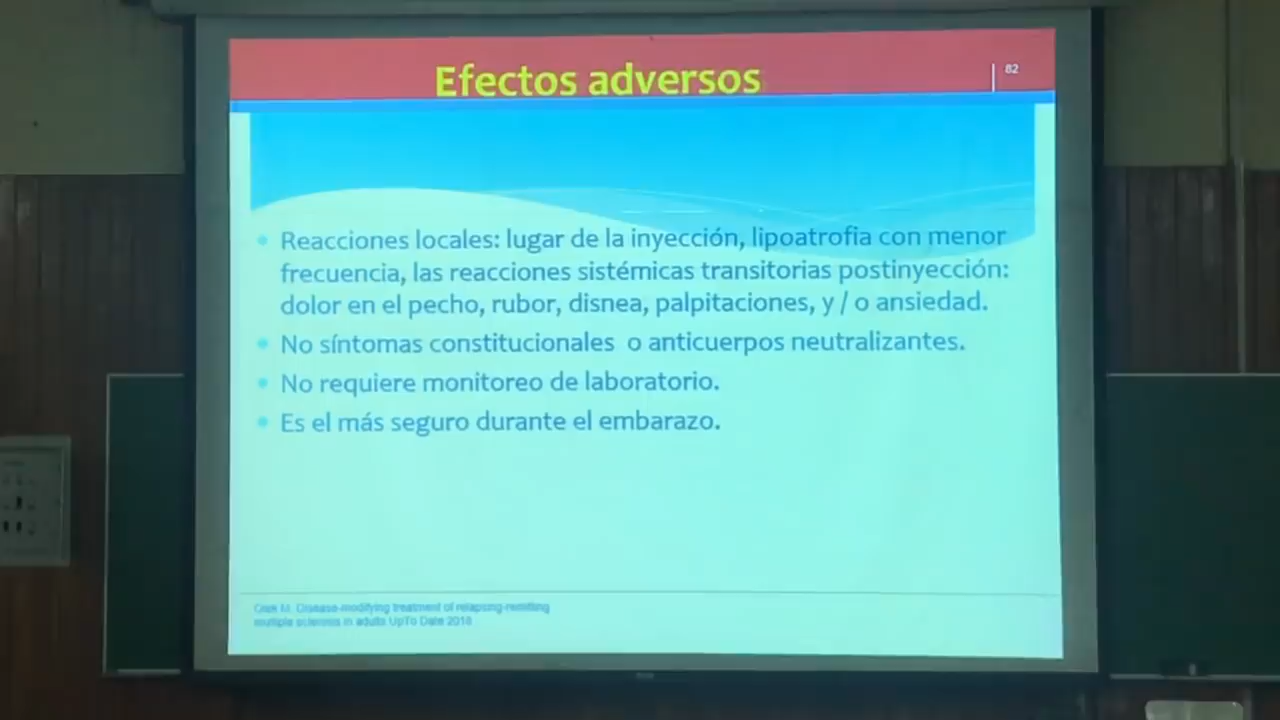 Efectos adversos
82
Reacciones locales: lugar de la inyección, lipoatrofia con menor
frecuencia, las reacciones sistémicas transitorias postinyección:
dolor en el pecho, rubor, disnea, palpitaciones, y / o ansiedad.
No síntomas constitucionales o anticuerpos neutralizantes.
No requiere monitoreo de laboratorio.
Es el más seguro durante el embarazo.
M. Disease-modifying treatment of relapsing-remitting
multiple sclerosis in adults UpTo Date 2018